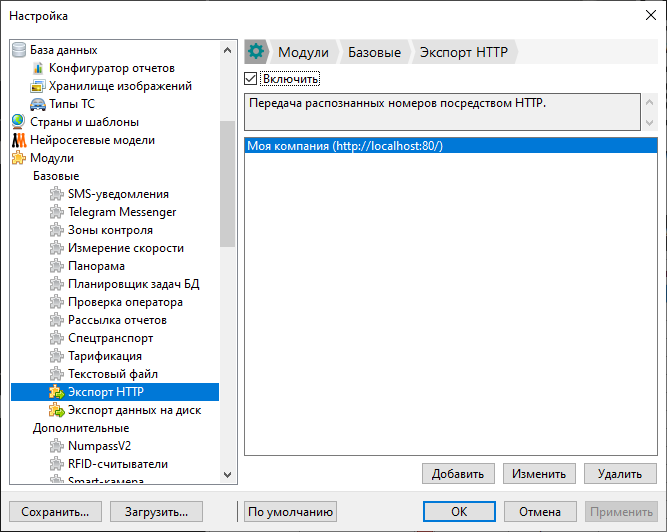 Настройка
База данных
Конфигуратор отчетов
Хранилище изображений
Типы ТС
Страны и шаблоны
Нейросетевые модели
Модули
Базовые
SMS-уведомления
Telegram Messenger
Зоны контроля
Измерение скорости
Панорама
Планировщик задач БД
Проверка оператора
Рассылка отчетов
Спецтранспорт
Тарификация
Текстовый файл
Экспорт HTTP
Экспорт данных на диск
Дополнительные
NumpassV2
RFID-считыватели
Smart-камера
Модули Базовые Экспорт HTTP
Включить
Передача распознанных номеров посредством HTTP.
Моя компания (http://localhost:80/)
Добавить Изменить Удалить
Сохранить... Загрузить... По умолчанию OK Отмена Применить